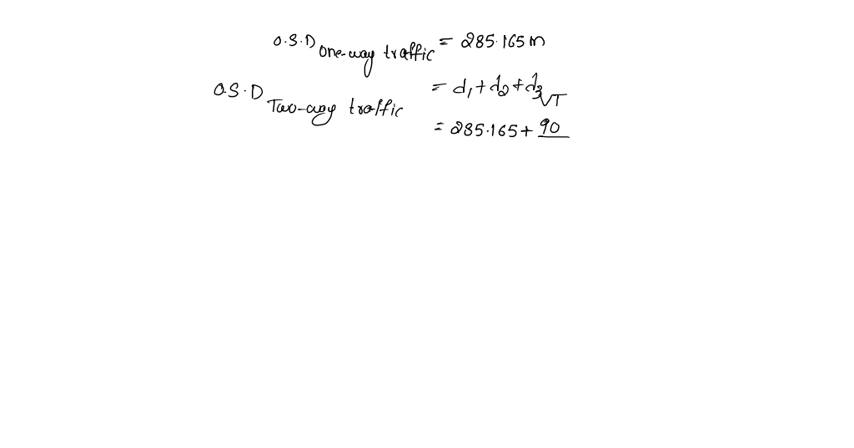 O.S.D One-way traffic = 285.165 m
O.S.D Two-way traffic = d1 + d2 + d3
VT
= 285.165 + 90